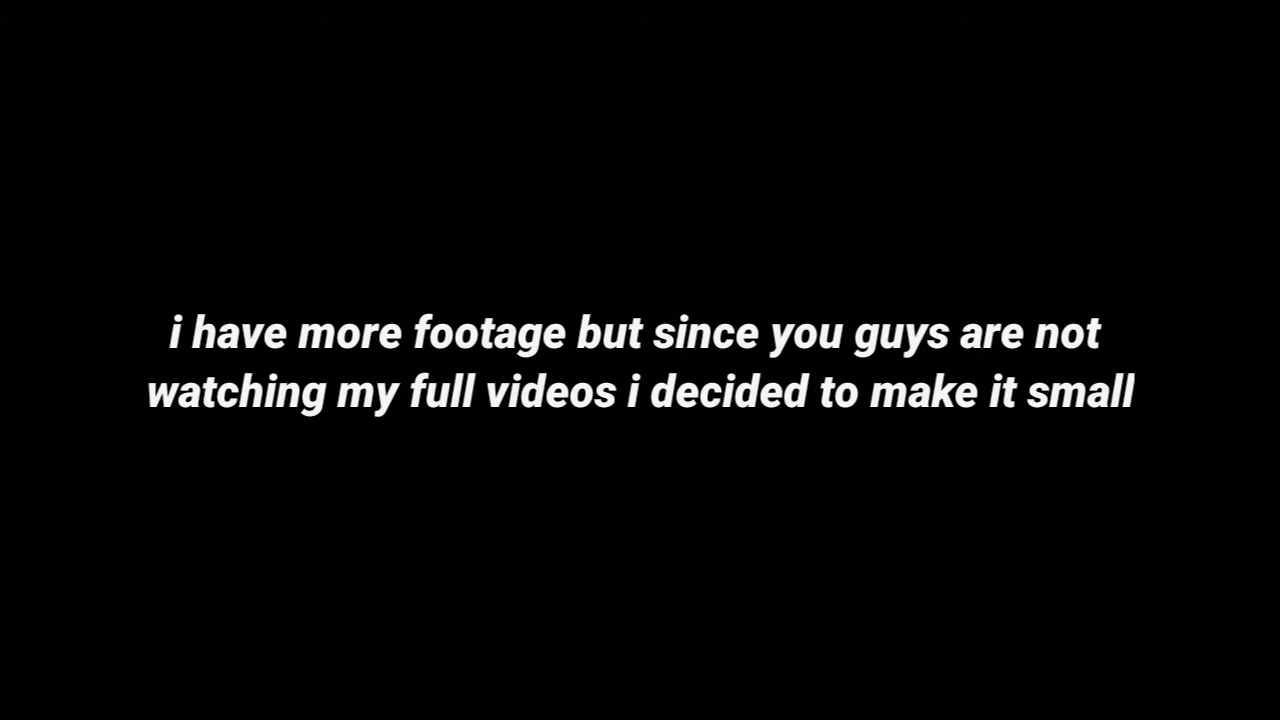 i have more footage but since you guys are not
watching my full videos i decided to make it small